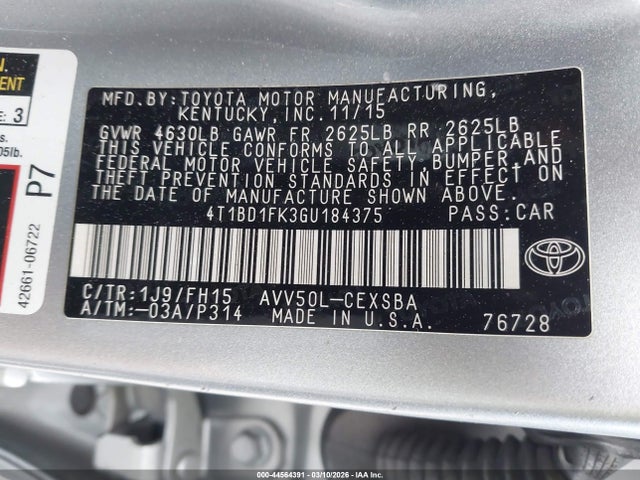 N.
ENT
E: 3
s.
05lb.
P7
42661-06722
MFD.BY:TOYOTA MOTOR MANUFACTURING,
KENTUCKY,INC.11/15
GVWR 4630LB GAWR FR 2625LB RR 2625LB
THIS VEHICLE CONFORMS TO ALL APPLICABLE
FEDERAL MOTOR VEHICLE SAFETY,BUMPER,AND
THEFT PREVENTION STANDARDS IN EFFECT ON
THE DATE OF MANUFACTURE SHOWN ABOVE.
4T1BD1FK3GU184375 PASS.CAR
C/TR:1J9/FH15 AVV50L-CEXSBA
A/TM:-03A/P314 MADE IN U.S.A. 76728
000-44564391 | 03/10/2026 | IAA Inc.